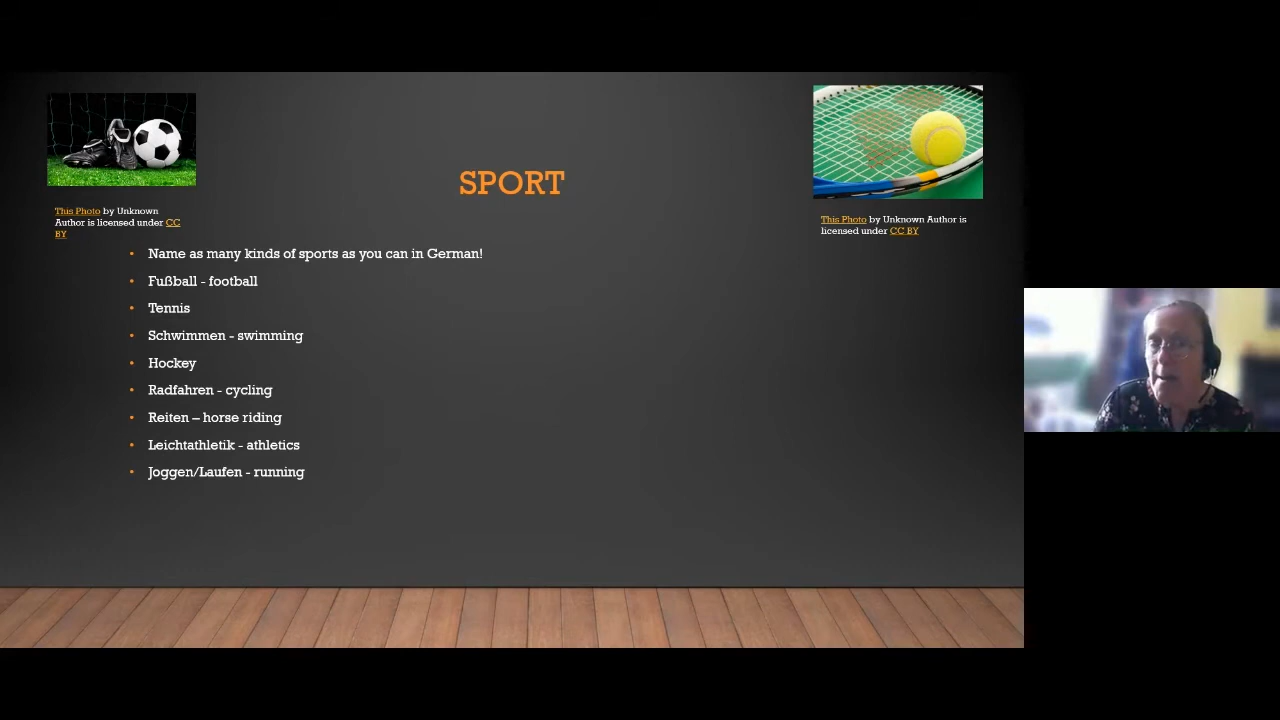 SPORT
This Photo by Unknown
Author is licensed under CC
BY
This Photo by Unknown Author is
licensed under CC BY
• Name as many kinds of sports as you can in German!
• Fußball - football
• Tennis
• Schwimmen - swimming
• Hockey
• Radfahren - cycling
• Reiten – horse riding
• Leichtathletik - athletics
• Joggen/Laufen - running